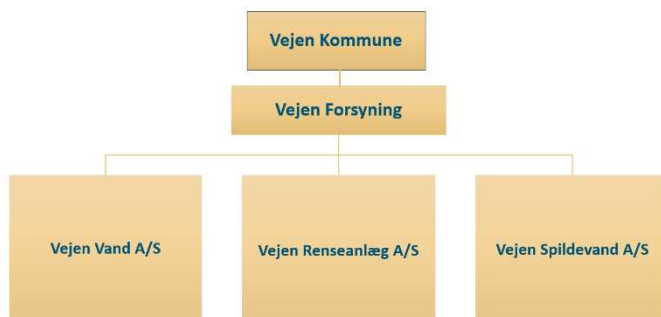 Vejen Kommune
Vejen Forsyning
Vejen Vand A/S
Vejen Renseanlæg A/S
Vejen Spildevand A/S